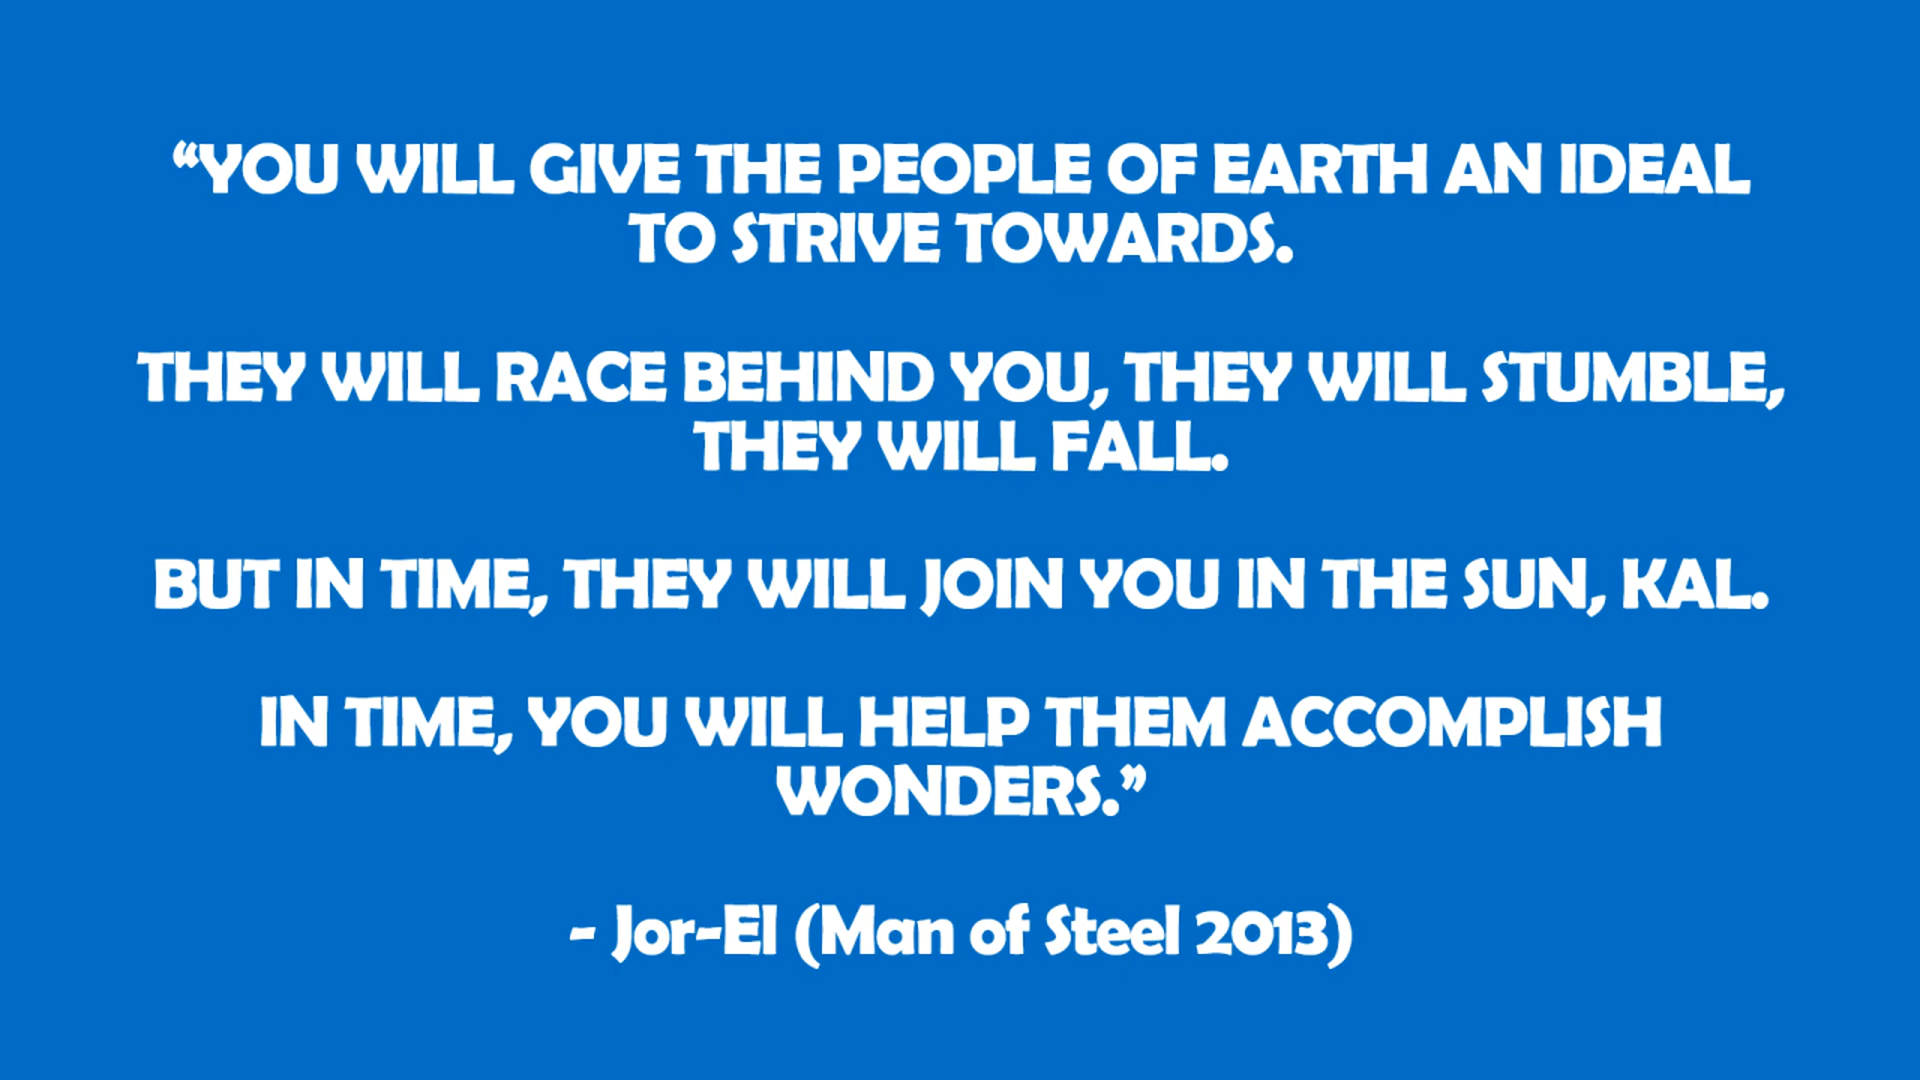 “YOU WILL GIVE THE PEOPLE OF EARTH AN IDEAL
TO STRIVE TOWARDS.
THEY WILL RACE BEHIND YOU, THEY WILL STUMBLE,
THEY WILL FALL.
BUT IN TIME, THEY WILL JOIN YOU IN THE SUN, KAL.
IN TIME, YOU WILL HELP THEM ACCOMPLISH
WONDERS.”
- Jor-El (Man of Steel 2013)